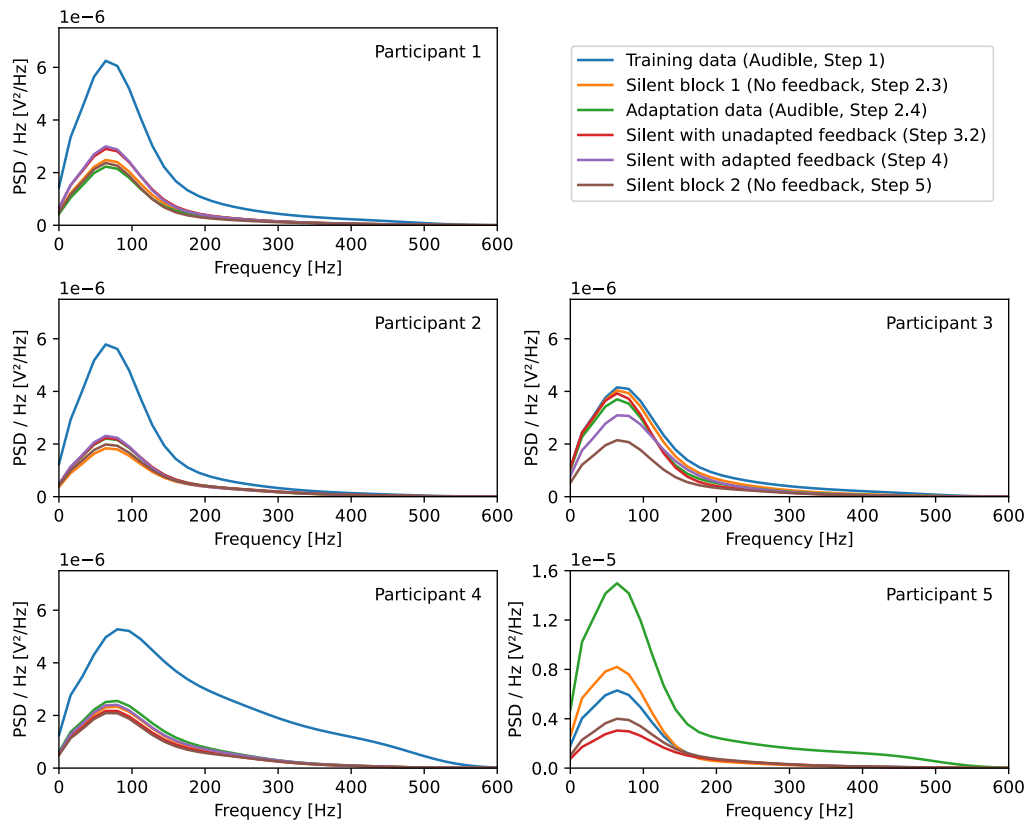 1e−6
Participant 1
6
4
2
0
PSD / Hz [V²/Hz]
0 100 200 300 400 500 600
Frequency [Hz]
Training data (Audible, Step 1)
Silent block 1 (No feedback, Step 2.3)
Adaptation data (Audible, Step 2.4)
Silent with unadapted feedback (Step 3.2)
Silent with adapted feedback (Step 4)
Silent block 2 (No feedback, Step 5)
1e−6
Participant 2
6
4
2
0
PSD / Hz [V²/Hz]
0 100 200 300 400 500 600
Frequency [Hz]
1e−6
Participant 3
6
4
2
0
PSD / Hz [V²/Hz]
0 100 200 300 400 500 600
Frequency [Hz]
1e−6
Participant 4
6
4
2
0
PSD / Hz [V²/Hz]
0 100 200 300 400 500 600
Frequency [Hz]
1e−5
Participant 5
1.6
1.2
0.8
0.4
0.0
PSD / Hz [V²/Hz]
0 100 200 300 400 500 600
Frequency [Hz]